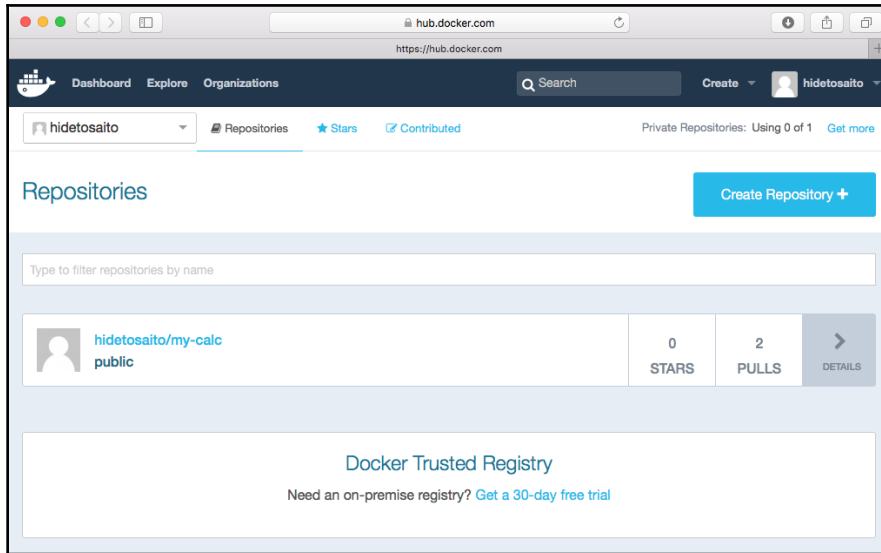 hub.docker.com
https://hub.docker.com
Dashboard Explore Organizations Search Create hidetosaito
hidetosaito Repositories Stars Contributed Private Repositories: Using 0 of 1 Get more
Repositories Create Repository
Type to filter repositories by name
hidetosaito/my-calc
public
0 2
STARS PULLS DETAILS
Docker Trusted Registry
Need an on-premise registry? Get a 30-day free trial